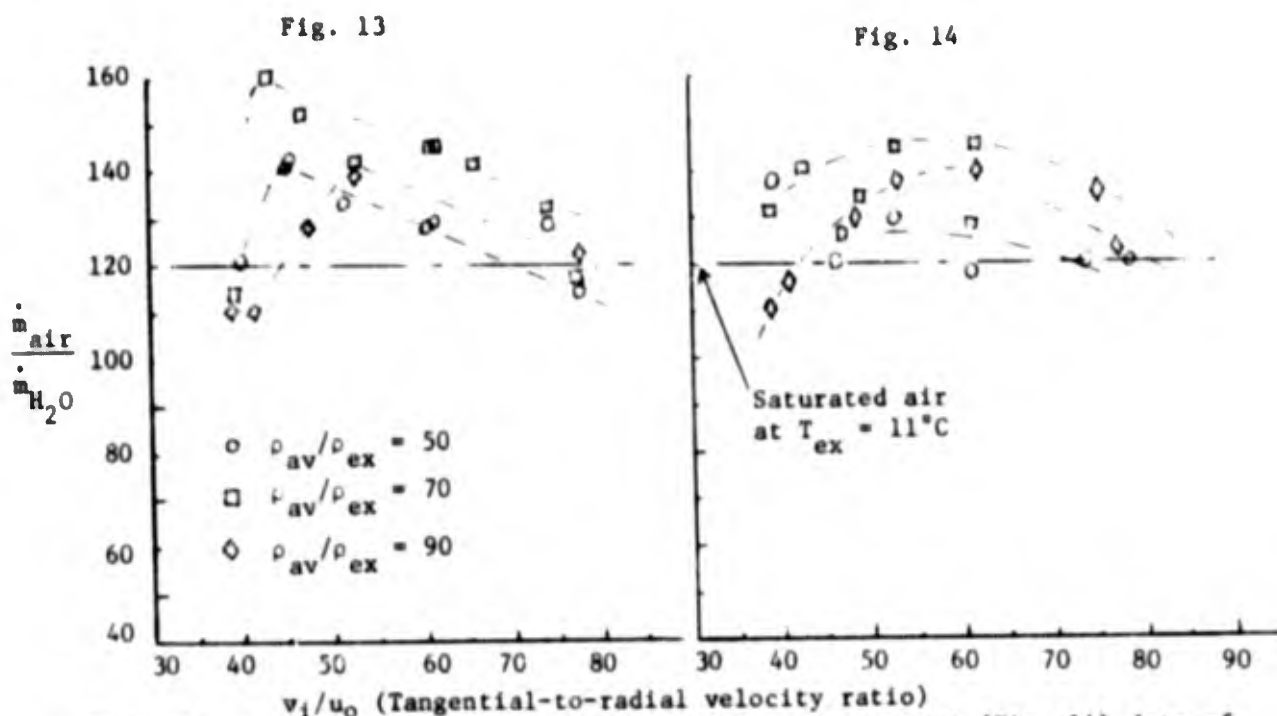 Fig. 13
Fig. 14
160
140
120
100
80
60
40
ṁair
ṁH₂O
○ ρav/ρex = 50
□ ρav/ρex = 70
◇ ρav/ρex = 90
Saturated air
at Tex = 11°C
30 40 50 60 70 80
30 40 50 60 70 80 90
vi/uo (Tangential-to-radial velocity ratio)